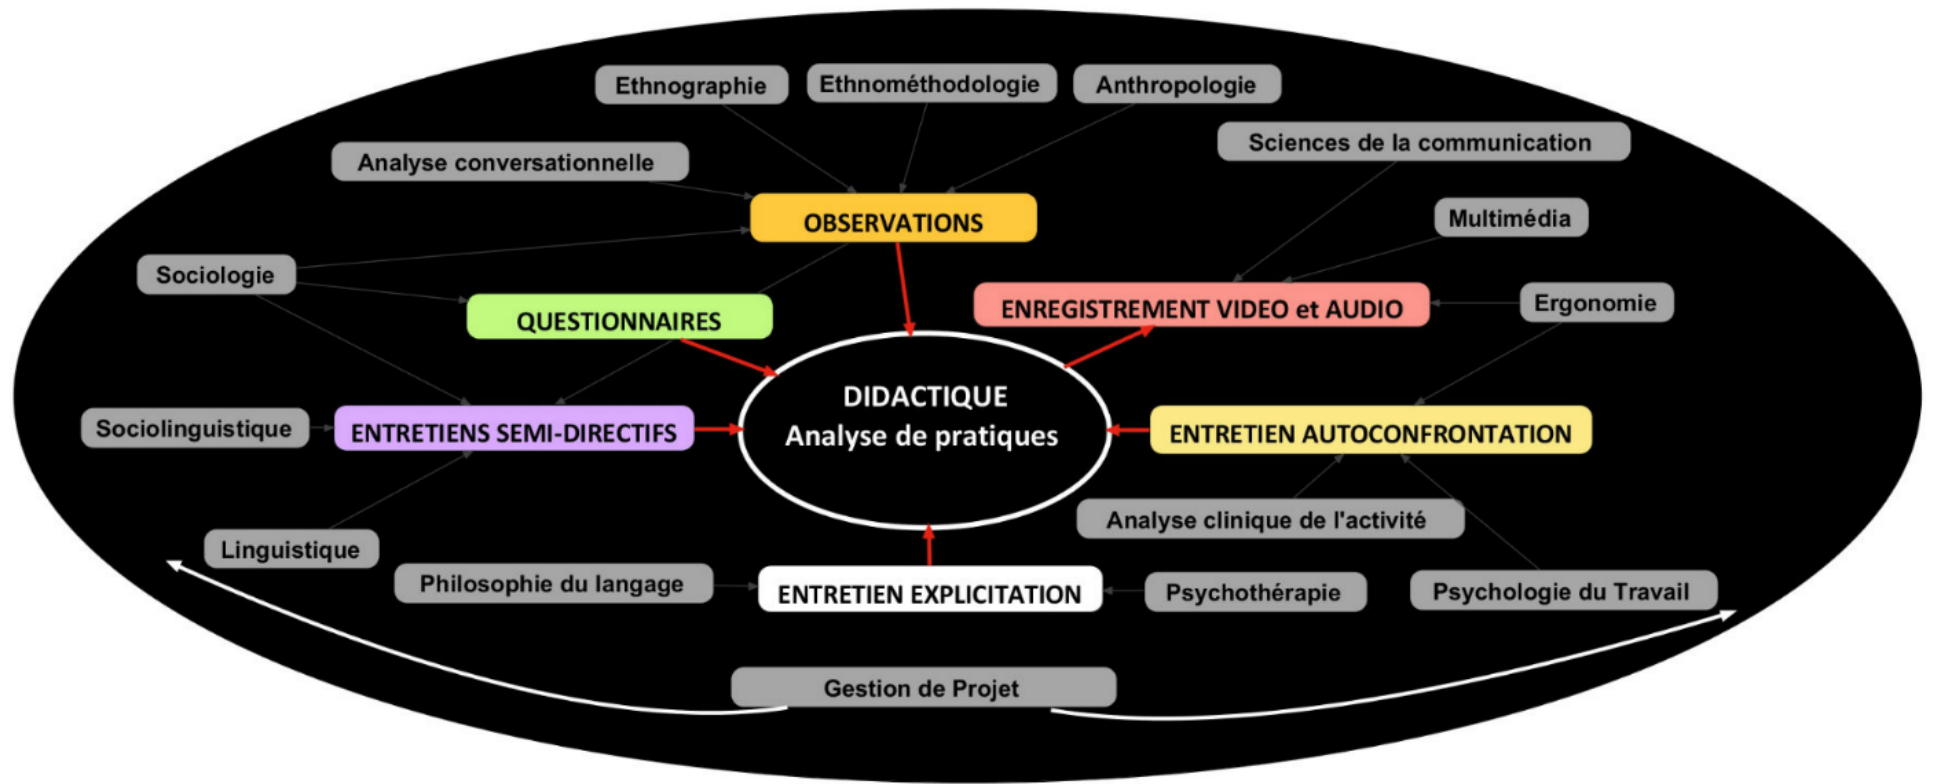 Ethnographie
Ethnométhodologie
Anthropologie
Sciences de la communication
Analyse conversationnelle
Multimédia
OBSERVATIONS
Sociologie
QUESTIONNAIRES
ENREGISTREMENT VIDEO et AUDIO
Ergonomie
DIDACTIQUE
Analyse de pratiques
Sociolinguistique
ENTRETIENS SEMI-DIRECTIFS
ENTRETIEN AUTOCONFRONTATION
Analyse clinique de l'activité
Linguistique
Philosophie du langage
ENTRETIEN EXPLICITATION
Psychothérapie
Psychologie du Travail
Gestion de Projet